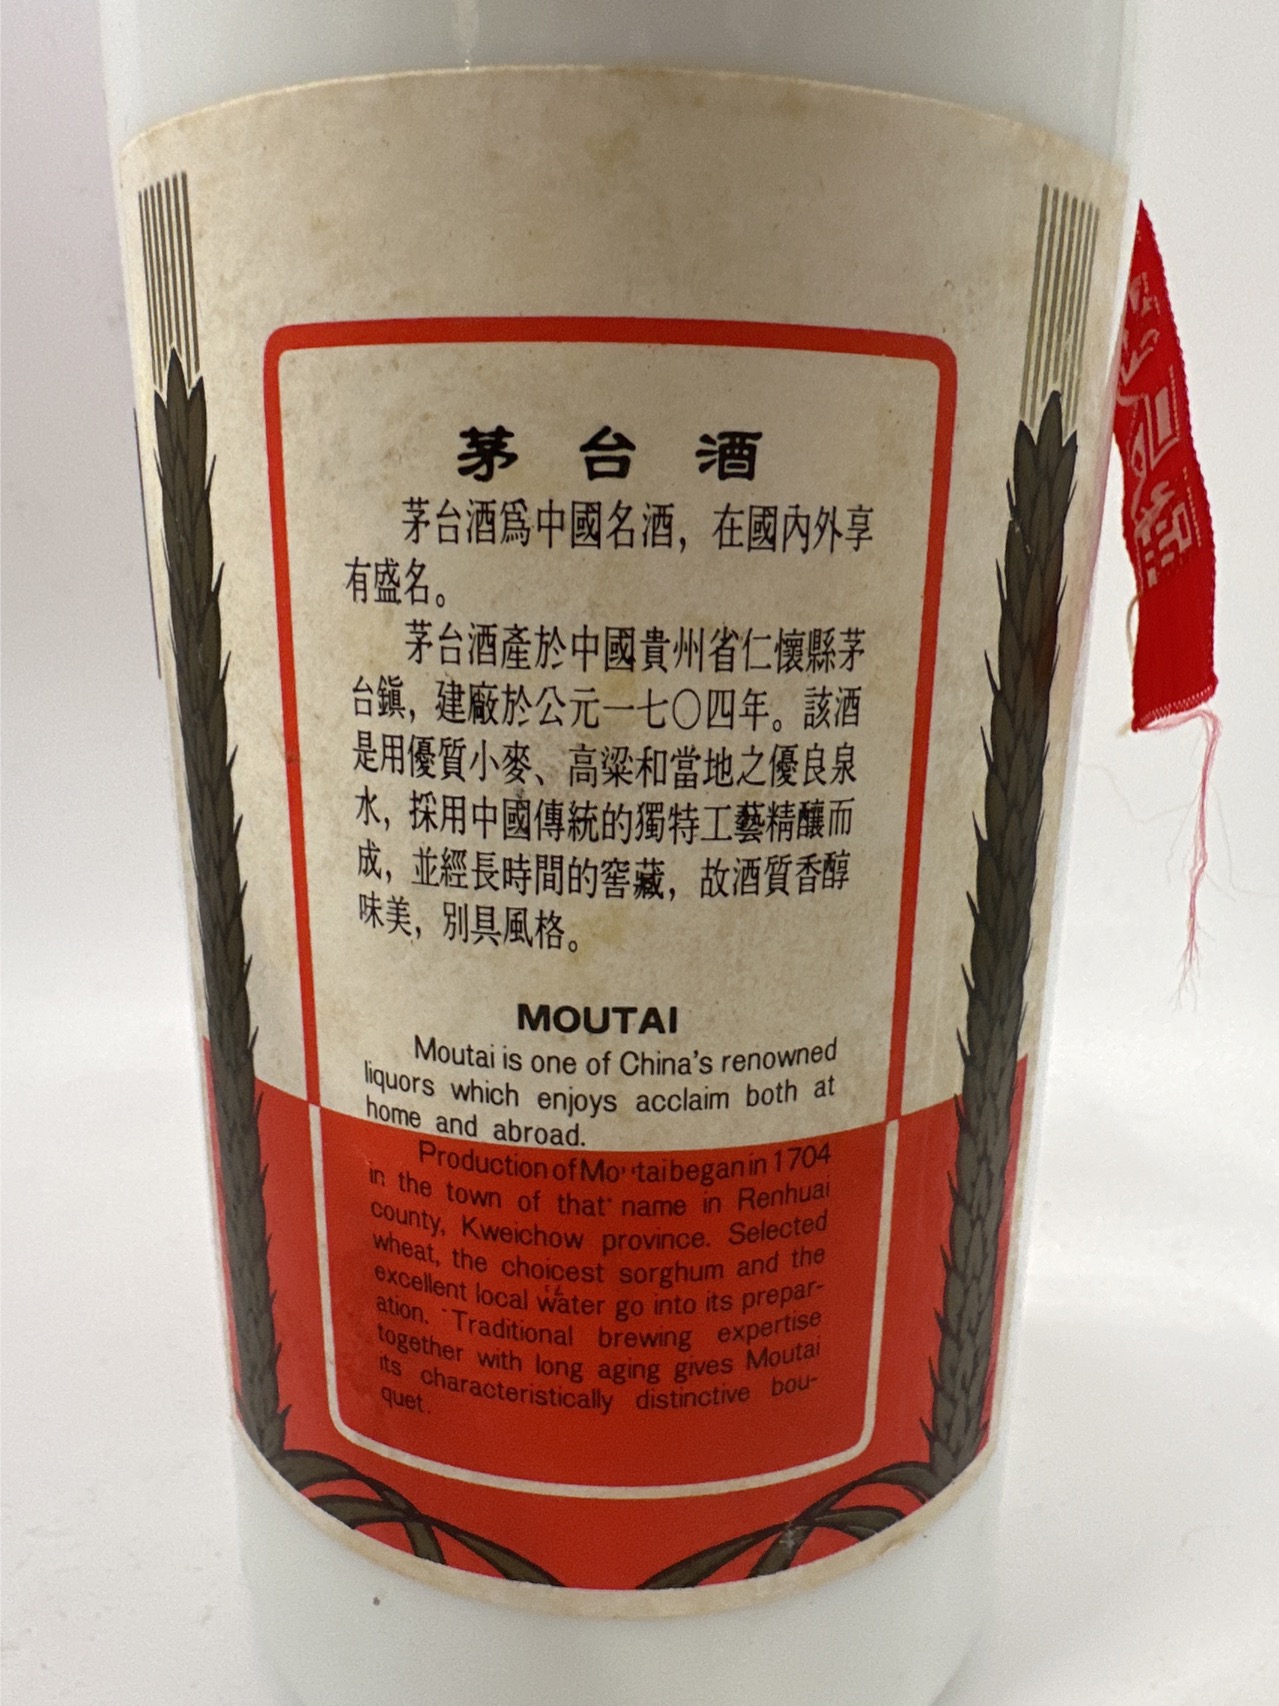 茅台酒
茅台酒爲中國名酒，在國內外享
有盛名。
茅台酒產於中國貴州省仁懷縣茅
台鎭，建廠於公元一七〇四年。該酒
是用優質小麥、高粱和當地之優良泉
水，採用中國傳統的獨特工藝精釀而
成，並經長時間的窖藏，故酒質香醇
味美，別具風格。
MOUTAI
Moutai is one of China's renowned
liquors which enjoys acclaim both at
home and abroad.
Production of Mo tai began in 1704
in the town of that name in Renhuai
county, Kweichow province. Selected
wheat, the choicest sorghum and the
excellent local water go into its prepar-
ation. Traditional brewing expertise
together with long aging gives Moutai
its characteristically distinctive bou-
quet.